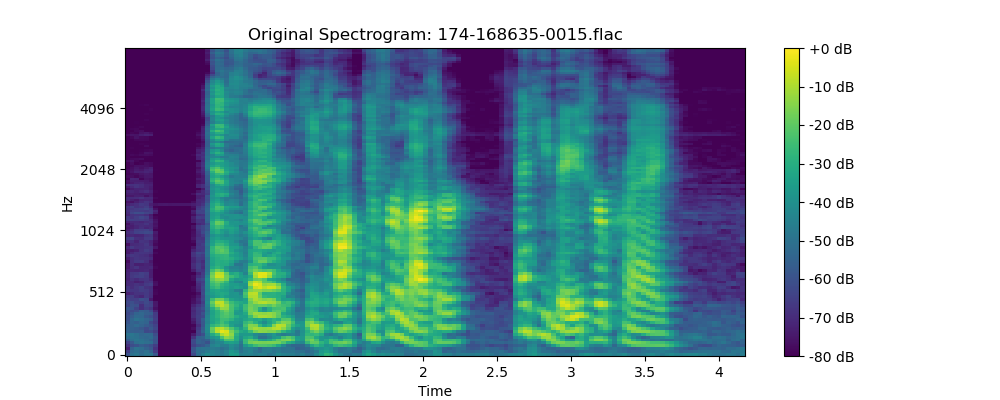 Original Spectrogram: 174-168635-0015.flac
Hz
4096
2048
1024
512
0
0 0.5 1 1.5 2 2.5 3 3.5 4
Time
+0 dB
-10 dB
-20 dB
-30 dB
-40 dB
-50 dB
-60 dB
-70 dB
-80 dB